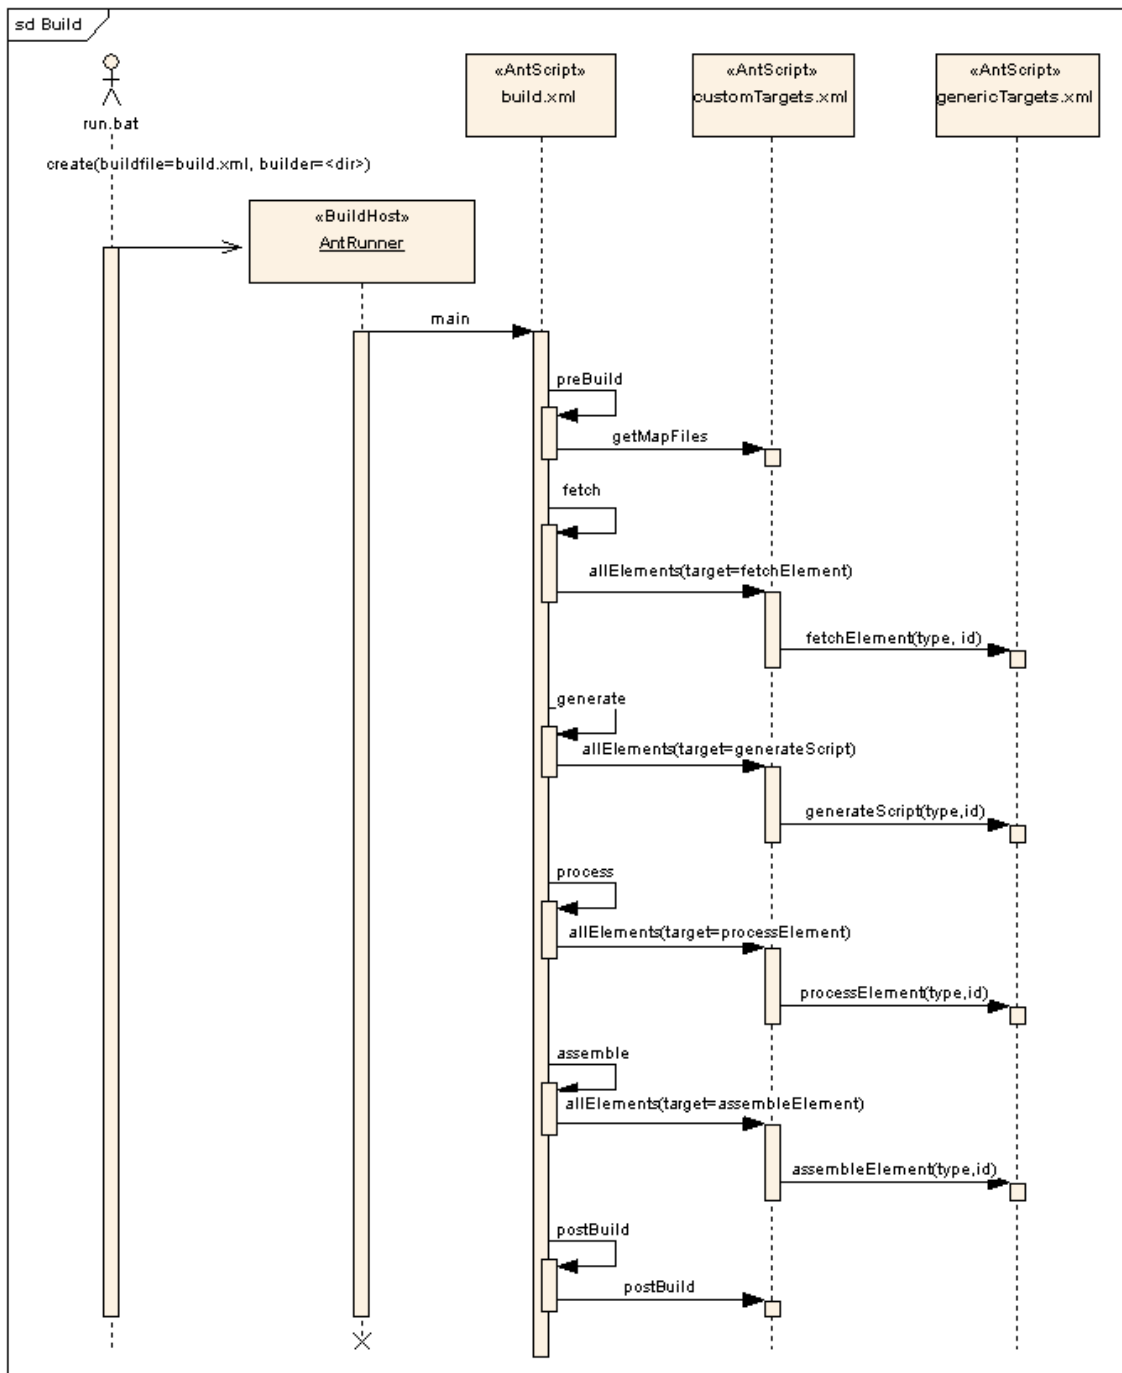 sd Build
run.bat
«AntScript»
build.xml
«AntScript»
customTargets.xml
«AntScript»
genericTargets.xml
create(buildfile=build.xml, builder=<dir>)
«BuildHost»
AntRunner
main
preBuild
getMapFiles
fetch
allElements(target=fetchElement)
fetchElement(type, id)
generate
allElements(target=generateScript)
generateScript(type,id)
process
allElements(target=processElement)
processElement(type,id)
assemble
allElements(target=assembleElement)
assembleElement(type,id)
postBuild
postBuild